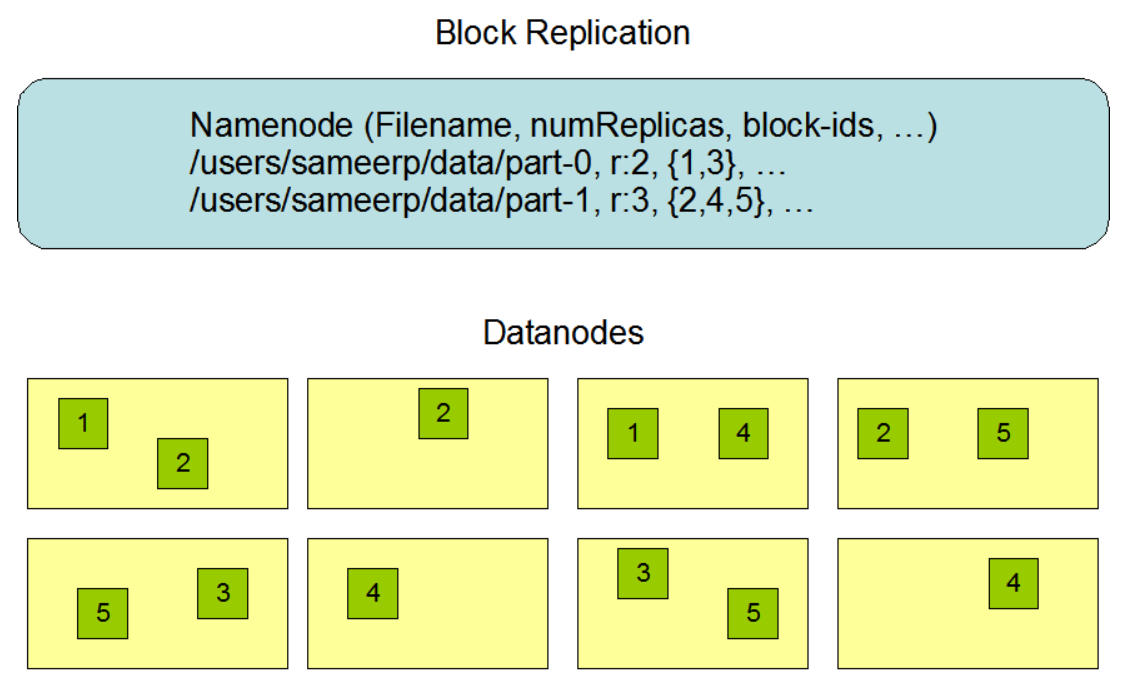 Block Replication
Namenode (Filename, numReplicas, block-ids, …)
/users/sameerp/data/part-0, r:2, {1,3}, …
/users/sameerp/data/part-1, r:3, {2,4,5}, …
Datanodes
1
2
2
1 4
2 5
5
3
4
3
5
4